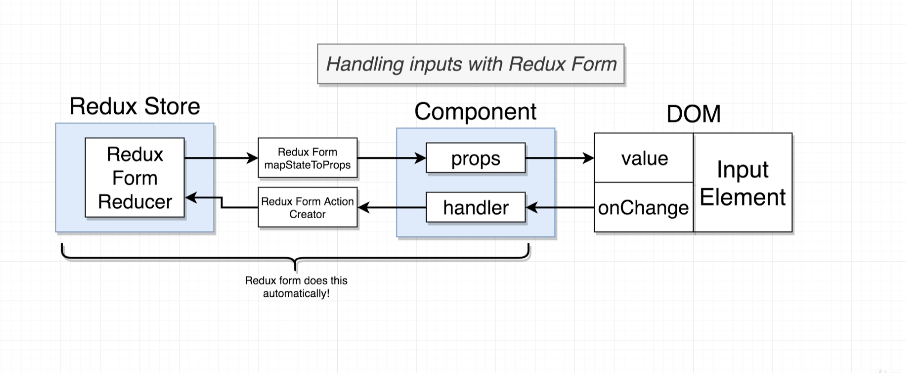 Handling inputs with Redux Form
Redux Store
Component
DOM
Redux
Form
Reducer
Redux Form
mapStateToProps
props
value
Input
Element
Redux Form Action
Creator
handler
onChange
Redux form does this
automatically!